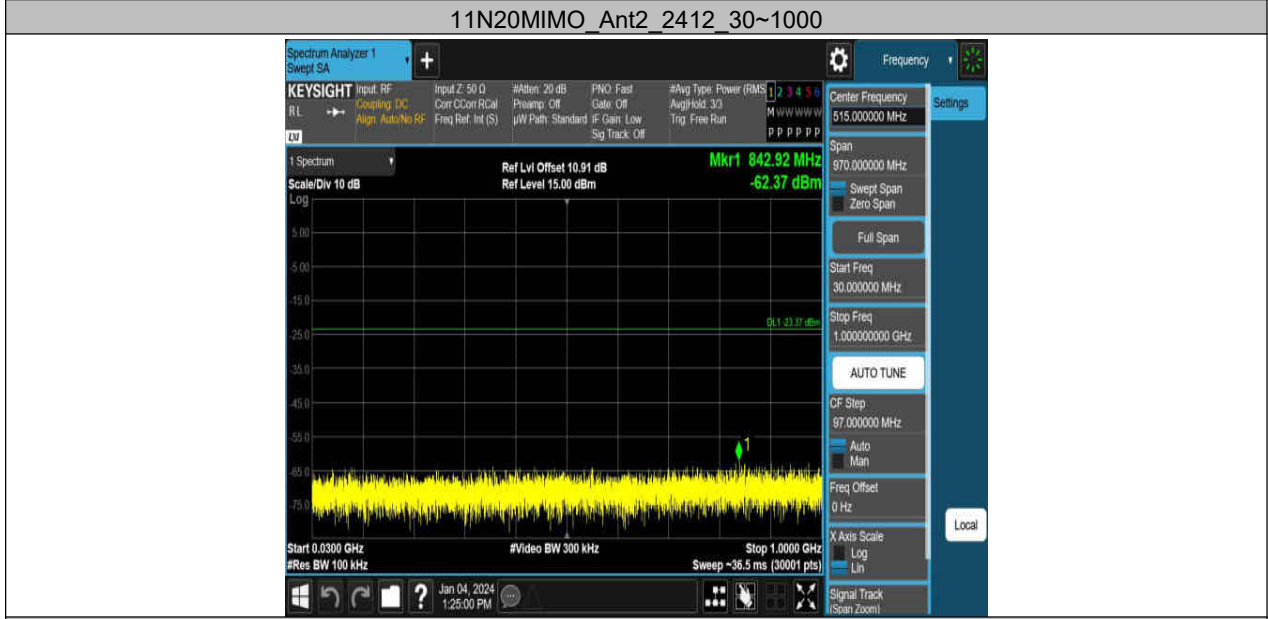 11N20MIMO_Ant2_2412_30~1000
Spectrum Analyzer 1
Swept SA
+
Frequency
KEYSIGHT
RL
LXI
Input: RF
Coupling: DC
Align: Auto/No RF
Input Z: 50 Ω
Corr CCorr RCal
Freq Ref: Int (S)
#Atten: 20 dB
Preamp: Off
µW Path: Standard
PNO: Fast
Gate: Off
IF Gain: Low
Sig Track: Off
#Avg Type: Power (RMS
Avg|Hold: 3/3
Trig: Free Run
1 2 3 4 5 6
M W W W W W
P P P P P P
Center Frequency
515.000000 MHz
Settings
1 Spectrum
Scale/Div 10 dB
Ref Lvl Offset 10.91 dB
Ref Level 15.00 dBm
Mkr1 842.92 MHz
-62.37 dBm
Span
970.000000 MHz
Swept Span
Zero Span
Log
5.00
-5.00
-15.0
-25.0
-35.0
-45.0
-55.0
-65.0
-75.0
DL1 -23.37 dBm
1
Full Span
Start Freq
30.000000 MHz
Stop Freq
1.000000000 GHz
AUTO TUNE
CF Step
97.000000 MHz
Auto
Man
Freq Offset
0 Hz
X Axis Scale
Log
Lin
Local
Signal Track
(Span Zoom)
Start 0.0300 GHz
#Res BW 100 kHz
#Video BW 300 kHz
Stop 1.0000 GHz
Sweep ~36.5 ms (30001 pts)
?
Jan 04, 2024
1:25:00 PM